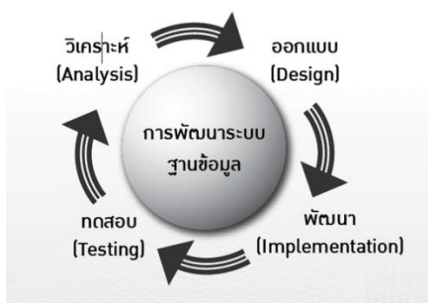 วิเคราะห์
(Analysis)
ออกแบบ
(Design)
การพัฒนาระบบ
ฐานข้อมูล
ทดสอบ
(Testing)
พัฒนา
(Implementation)